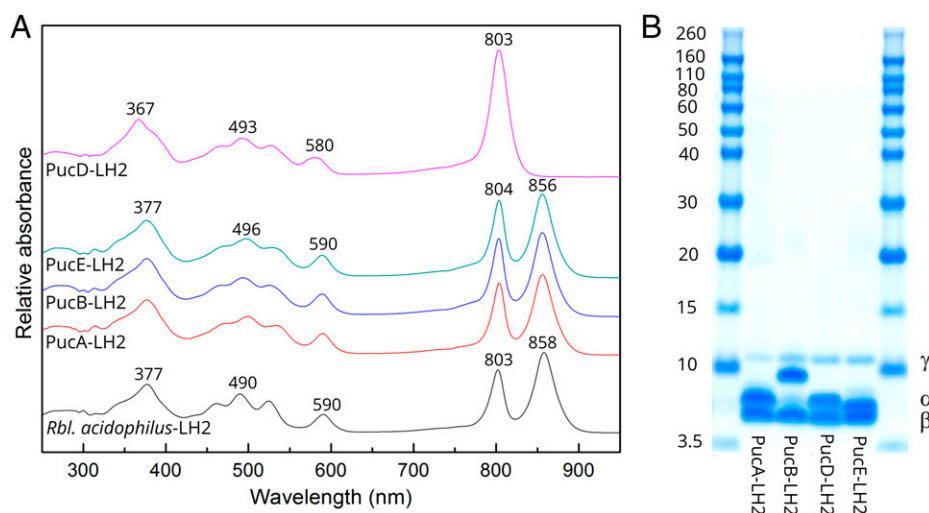 A
803
367
493
580
PucD-LH2
804
856
377
496
590
PucE-LH2
PucB-LH2
PucA-LH2
377
490
590
803
858
Rbl. acidophilus-LH2
Relative absorbance
300
400
500
600
700
800
900
Wavelength (nm)
B
260
160
110
80
60
50
40
30
20
15
10
3.5
γ
α
β
PucA-LH2
PucB-LH2
PucD-LH2
PucE-LH2